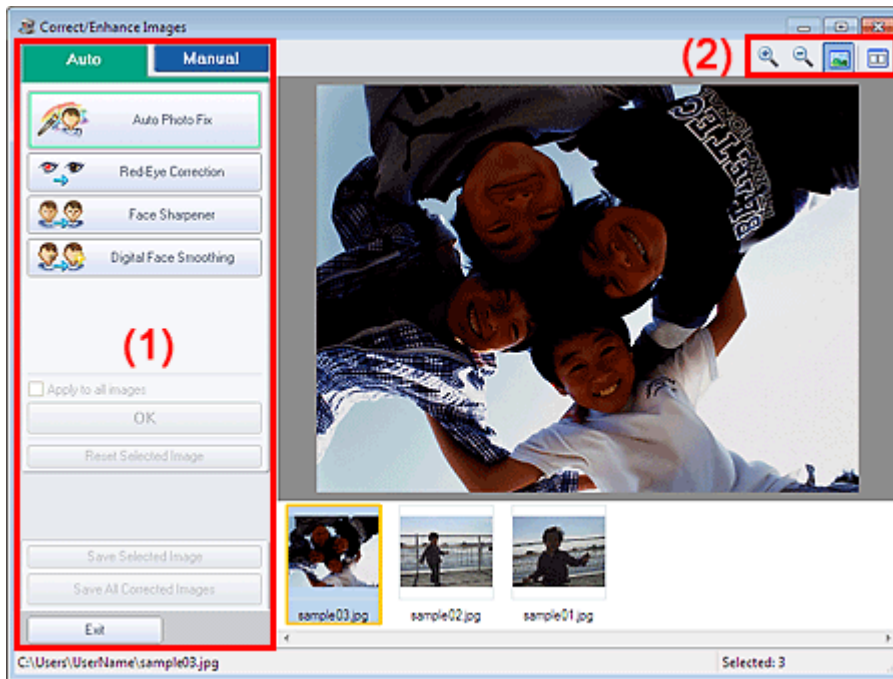 Correct/Enhance Images
Auto
Manual
(2)
Auto Photo Fix
Red-Eye Correction
Face Sharpener
Digital Face Smoothing
(1)
Apply to all images
OK
Reset Selected Image
Save Selected Image
Save All Corrected Images
Exit
sample03.jpg
sample02.jpg
sample01.jpg
C:\Users\UserName\sample03.jpg
Selected: 3